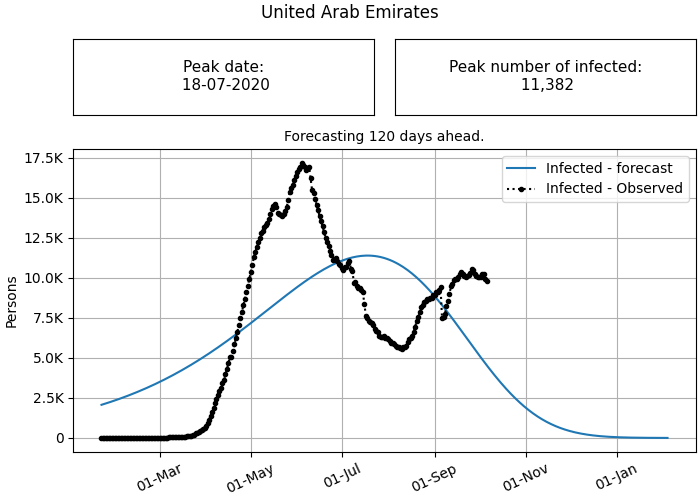 United Arab Emirates
Peak date:
18-07-2020
Peak number of infected:
11,382
Forecasting 120 days ahead.
17.5K
15.0K
12.5K
10.0K
7.5K
5.0K
2.5K
0
Persons
Infected - forecast
Infected - Observed
01-Mar
01-May
01-Jul
01-Sep
01-Nov
01-Jan